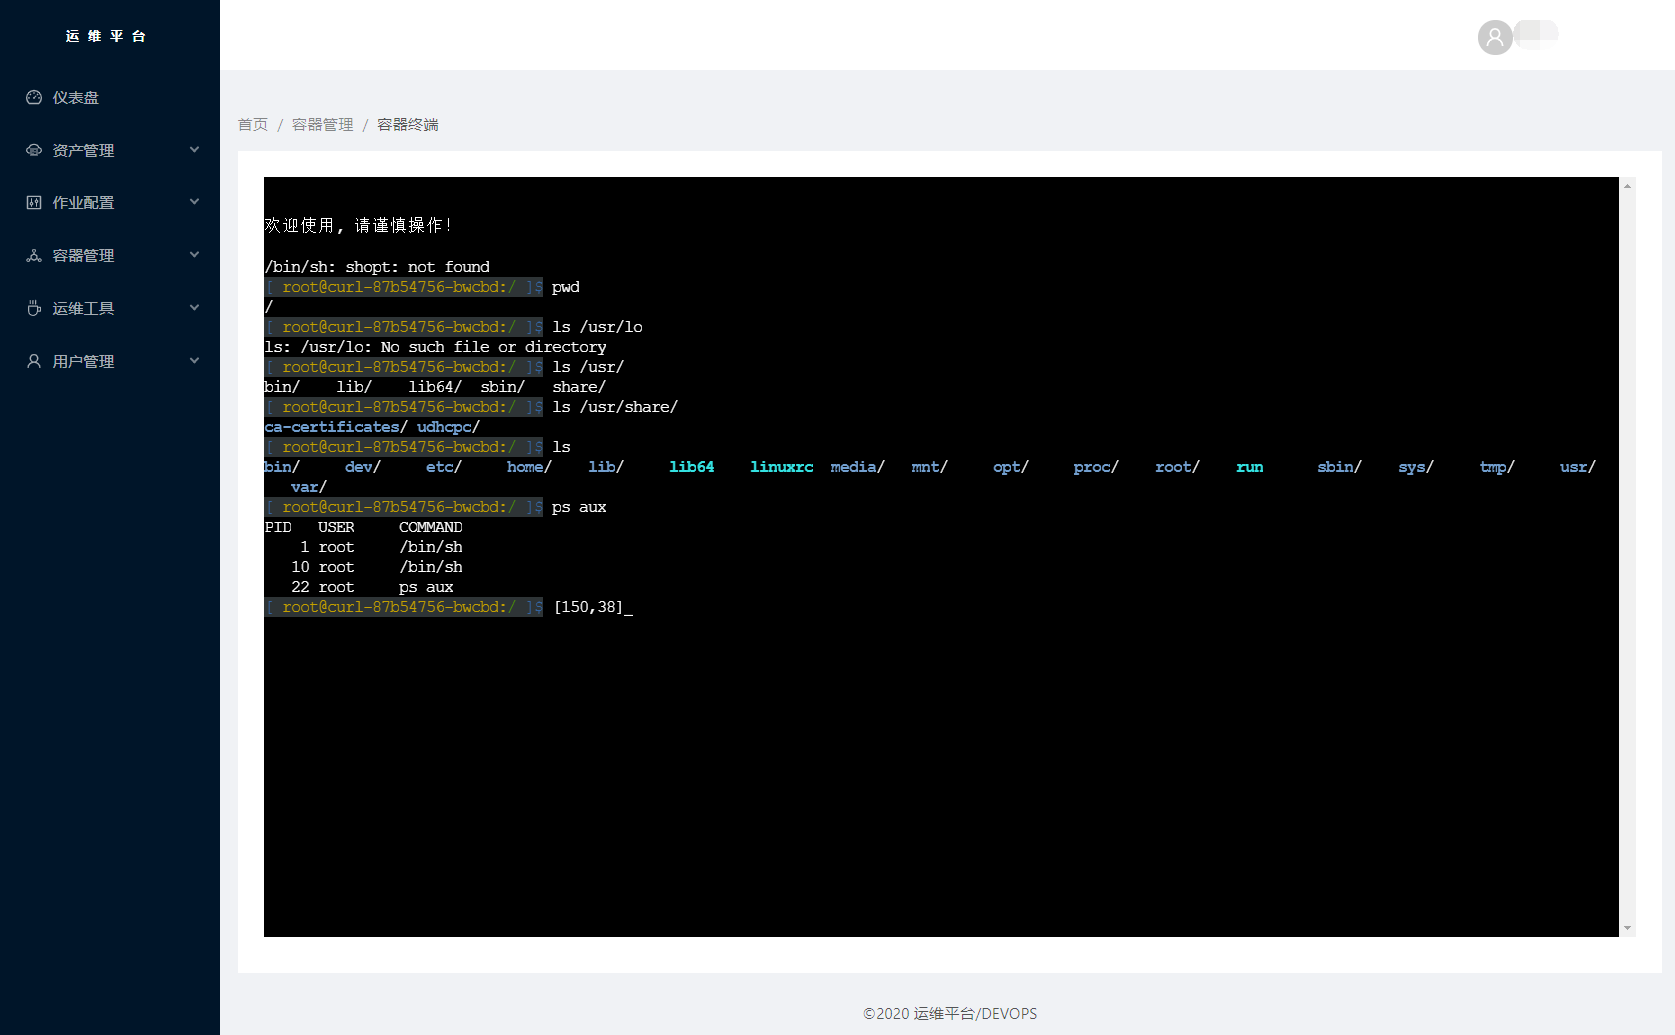 运维平台
仪表盘
资产管理
作业配置
容器管理
运维工具
用户管理
首页 / 容器管理 / 容器终端
欢迎使用, 请谨慎操作!
/bin/sh: shopt: not found
[ root@curl-87b54756-bwcbd:/ ]$ pwd
/
[ root@curl-87b54756-bwcbd:/ ]$ ls /usr/lo
ls: /usr/lo: No such file or directory
[ root@curl-87b54756-bwcbd:/ ]$ ls /usr/
bin/    lib/    lib64/  sbin/   share/
[ root@curl-87b54756-bwcbd:/ ]$ ls /usr/share/
ca-certificates/ udhcpc/
[ root@curl-87b54756-bwcbd:/ ]$ ls
bin/     dev/     etc/     home/    lib/     lib64    linuxrc  media/   mnt/     opt/     proc/    root/    run      sbin/    sys/     tmp/     usr/
   var/
[ root@curl-87b54756-bwcbd:/ ]$ ps aux
PID   USER     COMMAND
    1 root     /bin/sh
   10 root     /bin/sh
   22 root     ps aux
[ root@curl-87b54756-bwcbd:/ ]$ [150,38]_
©2020 运维平台/DEVOPS